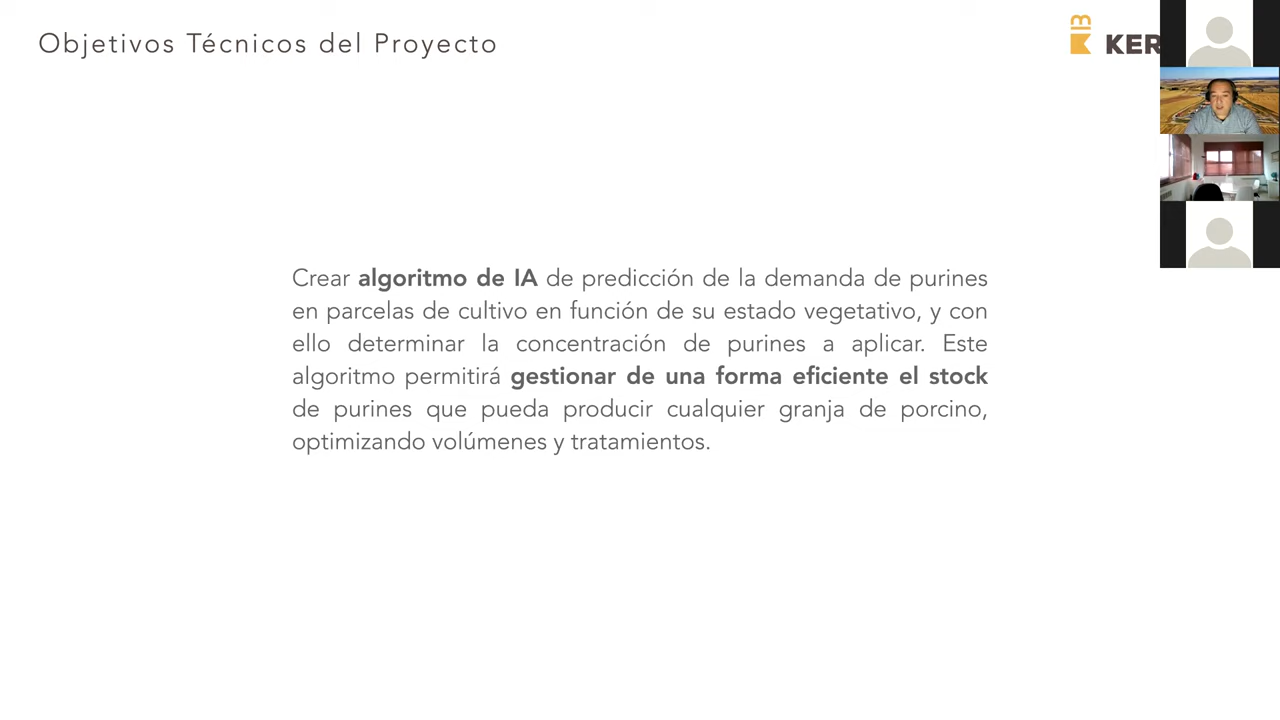 Objetivos Técnicos del Proyecto
Crear algoritmo de IA de predicción de la demanda de purines
en parcelas de cultivo en función de su estado vegetativo, y con
ello determinar la concentración de purines a aplicar. Este
algoritmo permitirá gestionar de una forma eficiente el stock
de purines que pueda producir cualquier granja de porcino,
optimizando volúmenes y tratamientos.